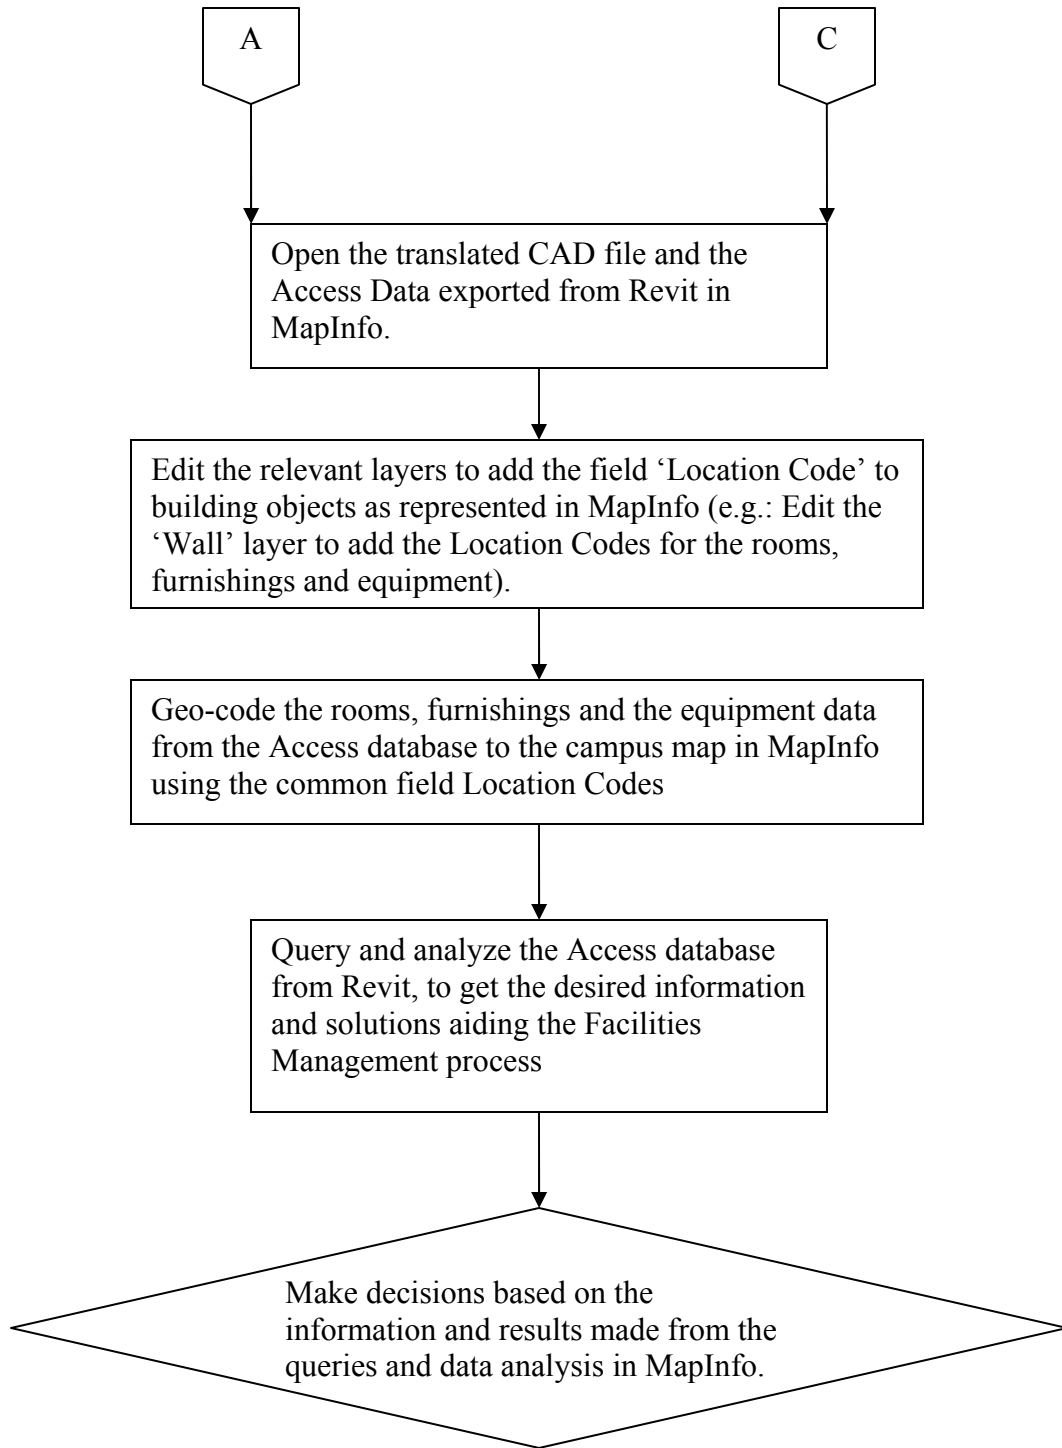 A
C
Open the translated CAD file and the
Access Data exported from Revit in
MapInfo.
Edit the relevant layers to add the field ‘Location Code’ to
building objects as represented in MapInfo (e.g.: Edit the
‘Wall’ layer to add the Location Codes for the rooms,
furnishings and equipment).
Geo-code the rooms, furnishings and the equipment data
from the Access database to the campus map in MapInfo
using the common field Location Codes
Query and analyze the Access database
from Revit, to get the desired information
and solutions aiding the Facilities
Management process
Make decisions based on the
information and results made from the
queries and data analysis in MapInfo.